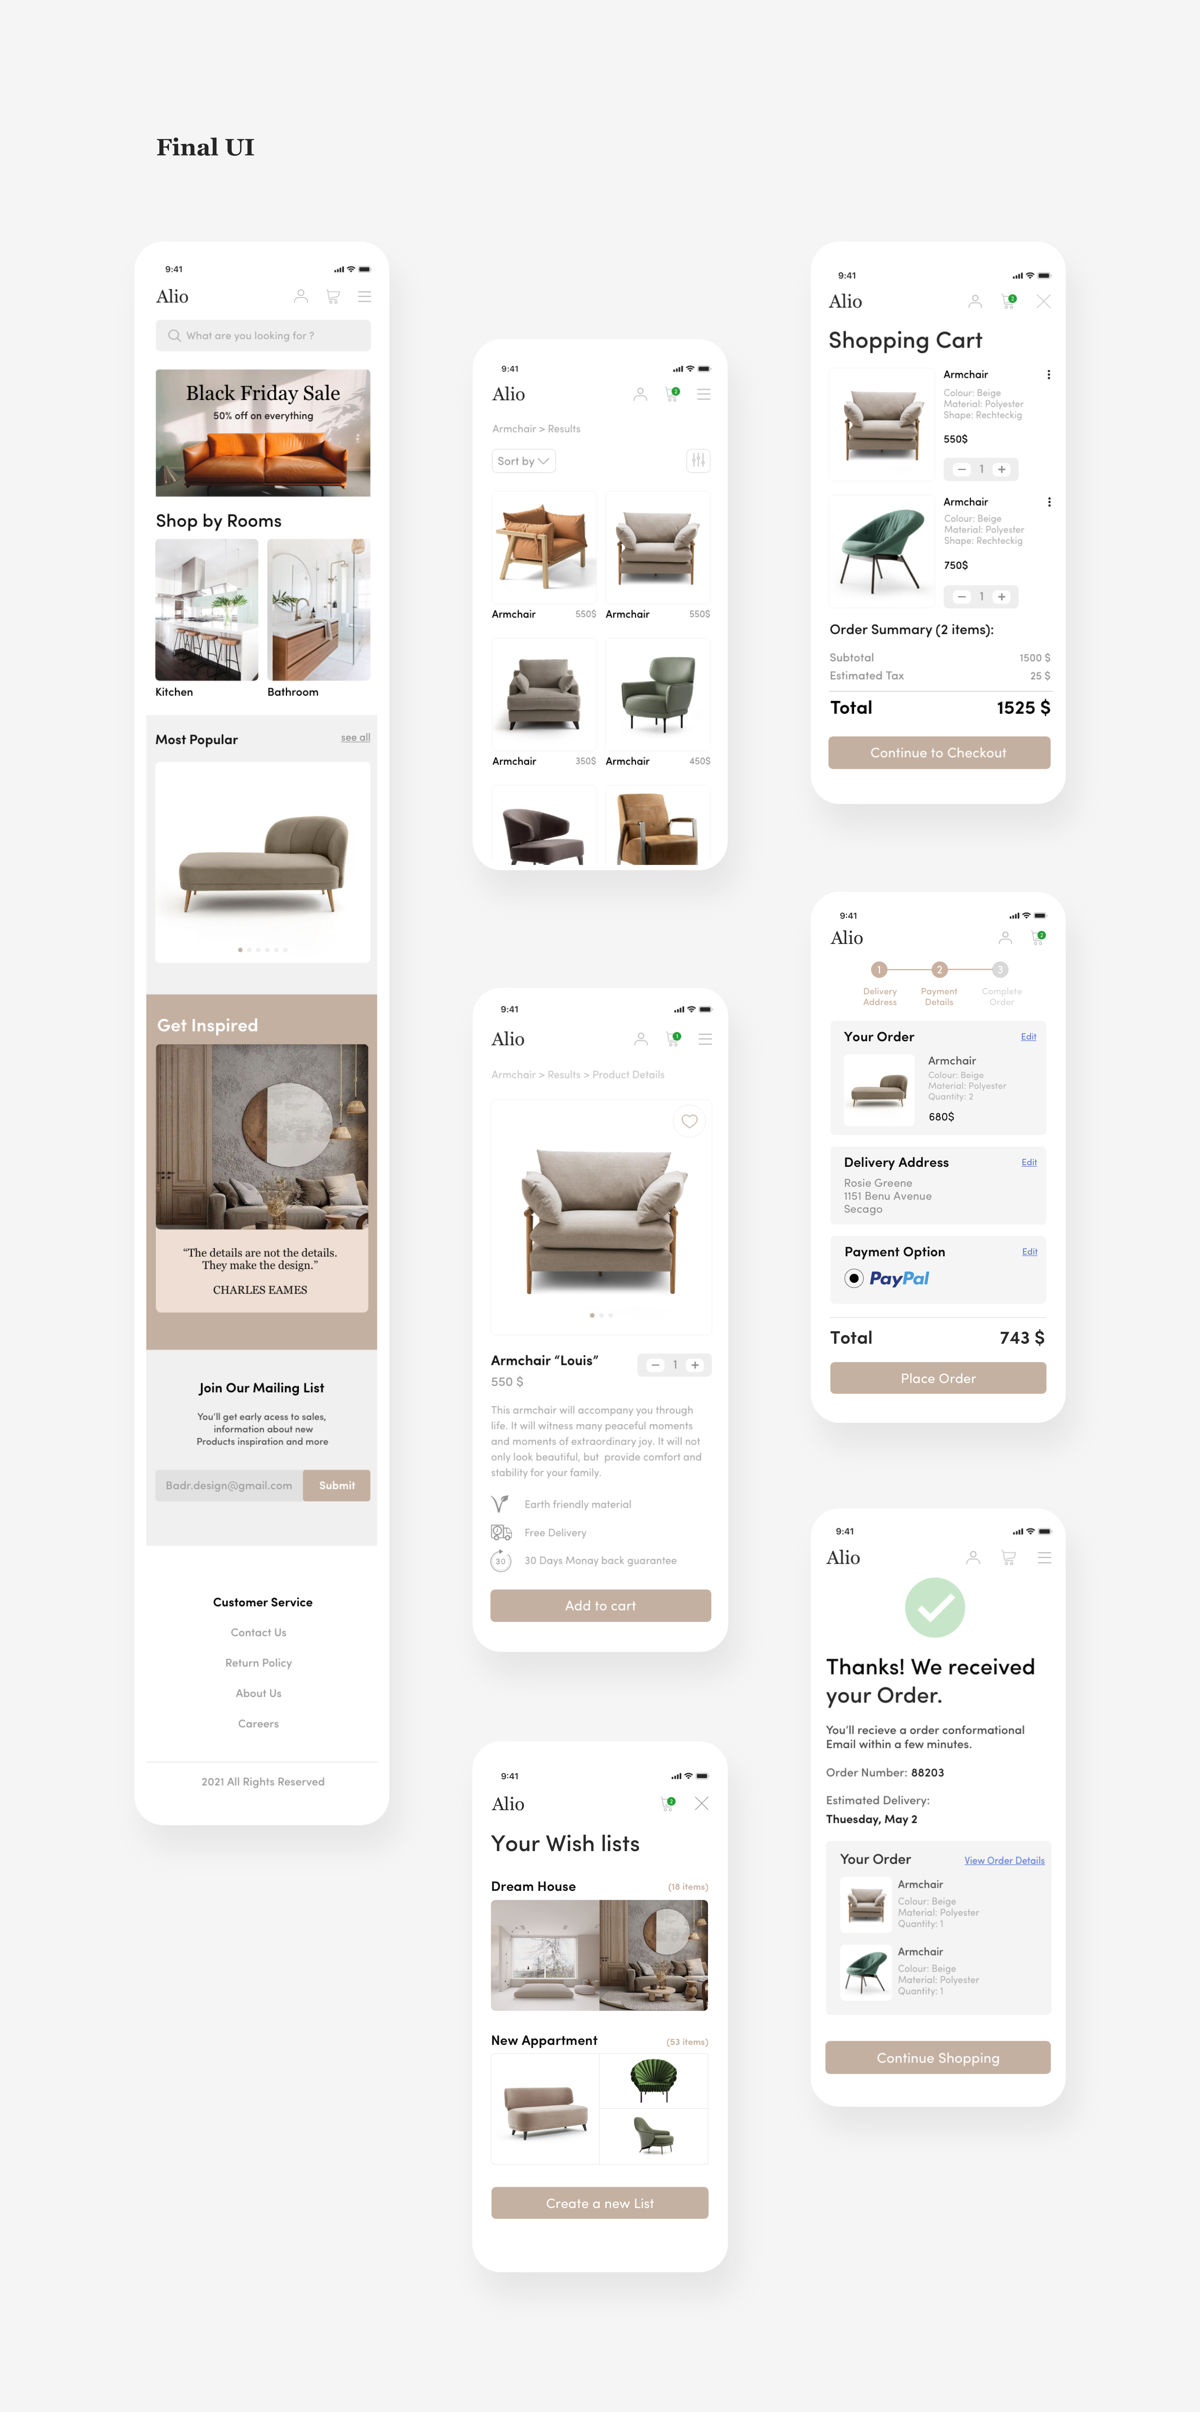 Final UI
9:41
Alio
What are you looking for ?
Black Friday Sale
50% off on everything
Shop by Rooms
Kitchen
Bathroom
Most Popular
see all
Get Inspired
“The details are not the details.
They make the design.”
CHARLES EAMES
Join Our Mailing List
You'll get early acess to sales,
information about new
Products inspiration and more
Badr.design@gmail.com
Submit
Customer Service
Contact Us
Return Policy
About Us
Careers
2021 All Rights Reserved
9:41
Alio
2
Armchair > Results
Sort by
Armchair 550$
Armchair 550$
Armchair 350$
Armchair 450$
9:41
Alio
1
Armchair > Results > Product Details
Armchair “Louis”
1
550 $
This armchair will accompany you through
life. It will witness many peaceful moments
and moments of extraordinary joy. It will not
only look beautiful, but provide comfort and
stability for your family.
Earth friendly material
Free Delivery
30
30 Days Monay back guarantee
Add to cart
9:41
Alio
2
Your Wish lists
Dream House
(18 items)
New Appartment
(53 items)
Create a new List
9:41
Alio
2
Shopping Cart
Armchair
Colour: Beige
Material: Polyester
Shape: Rechteckig
550$
1
Armchair
Colour: Beige
Material: Polyester
Shape: Rechteckig
750$
1
Order Summary (2 items):
Subtotal 1500 $
Estimated Tax 25 $
Total 1525 $
Continue to Checkout
9:41
Alio
2
1 2 3
Delivery
Address
Payment
Details
Complete
Order
Your Order
Edit
Armchair
Colour: Beige
Material: Polyester
Quantity: 2
680$
Delivery Address
Edit
Rosie Greene
1151 Benu Avenue
Secago
Payment Option
Edit
PayPal
Total 743 $
Place Order
9:41
Alio
Thanks! We received
your Order.
You'll recieve a order conformational
Email within a few minutes.
Order Number: 88203
Estimated Delivery:
Thuesday, May 2
Your Order
View Order Details
Armchair
Colour: Beige
Material: Polyester
Quantity: 1
Armchair
Colour: Beige
Material: Polyester
Quantity: 1
Continue Shopping